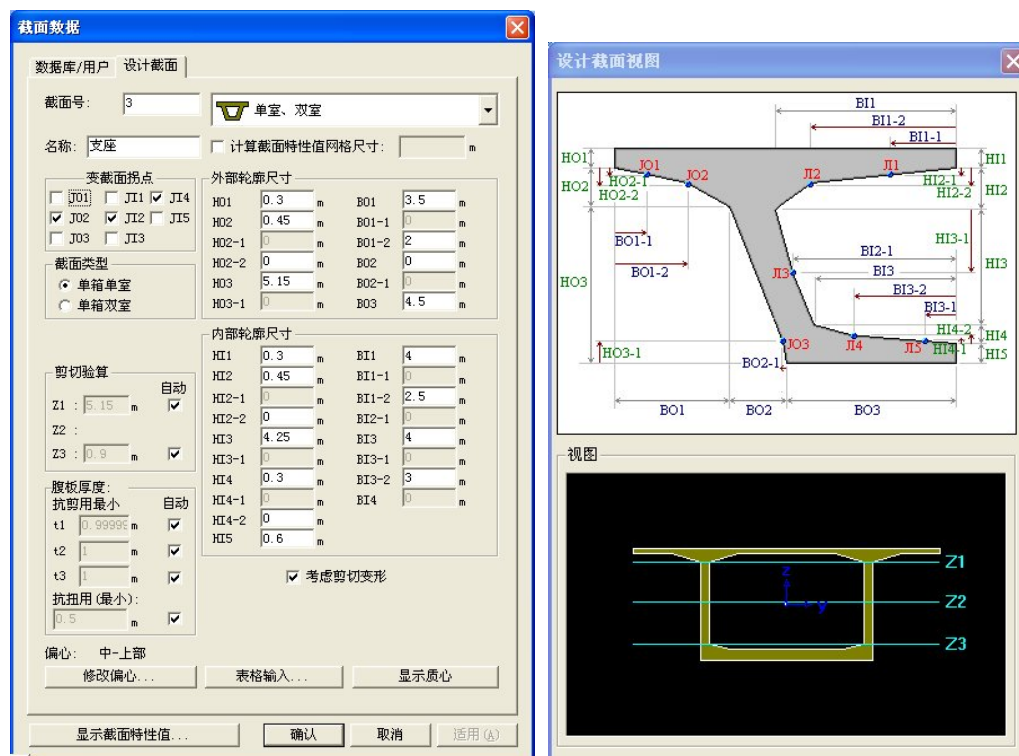 截面数据
数据库/用户 设计截面
截面号: 3 单室、双室
名称: 支座 计算截面特性值网格尺寸: m
变截面拐点
JO1 JI1 JI4
JO2 JI2 JI5
JO3 JI3
截面类型
单箱单室
单箱双室
外部轮廓尺寸
HO1 0.3 m BO1 3.5 m
HO2 0.45 m BO1-1 0 m
HO2-1 0 m BO1-2 2 m
HO2-2 0 m BO2 0 m
HO3 5.15 m BO2-1 0 m
HO3-1 0 m BO3 4.5 m
内部轮廓尺寸
HI1 0.3 m BI1 4 m
HI2 0.45 m BI1-1 0 m
HI2-1 0 m BI1-2 2.5 m
HI2-2 0 m BI2-1 0 m
HI3 4.25 m BI3 4 m
HI3-1 0 m BI3-1 0 m
HI4 0.3 m BI3-2 3 m
HI4-1 0 m BI4 0 m
HI4-2 0 m
HI5 0.6 m
剪切验算
自动
Z1 : 5.15 m
Z2 :
Z3 : 0.9 m
腹板厚度:
抗剪用最小 自动
t1 0.99999 m
t2 1 m
t3 1 m
抗扭用(最小):
0.5 m
考虑剪切变形
偏心: 中-上部
修改偏心... 表格输入... 显示质心
显示截面特性值... 确认 取消 适用(A)
设计截面视图
BI1
BI1-2
BI1-1
HO1 JO1 JI1 HI1
HO2 HO2-1 JO2 JI2 HI2-1 HI2
HO2-2 HI2-2
BO1-1 HI3-1
BI2-1
BO1-2 JI3 BI3 HI3
HO3 BI3-2
BI3-1
HI4-2 HI4
HO3-1 JO3 JI4 JI5 HI4-1 HI5
BO2-1
BO1 BO2 BO3
视图
Z1
z
Z2
y
Z3